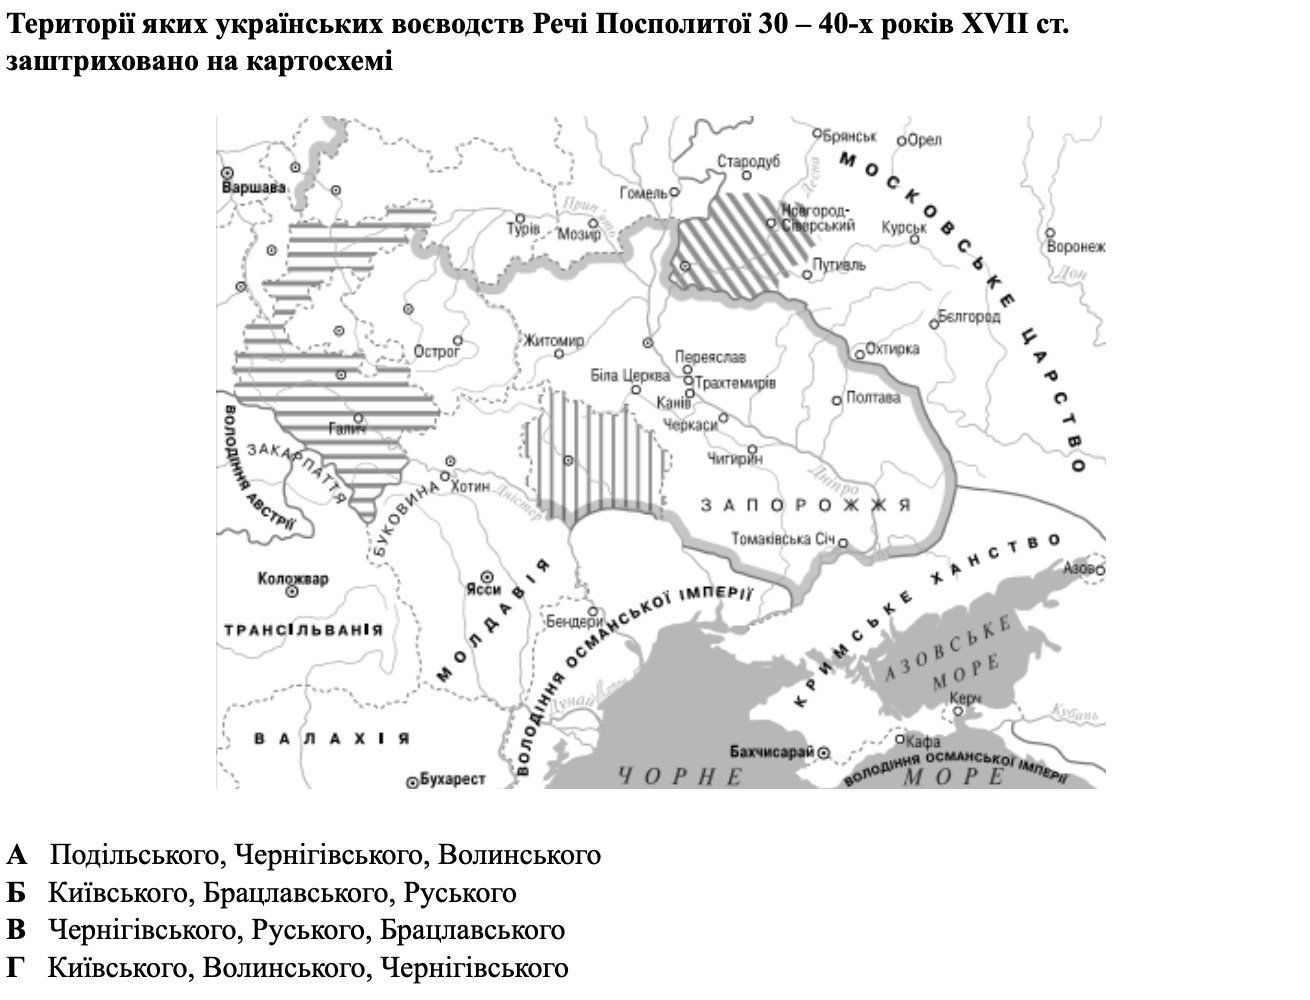 Території яких українських воєводств Речі Посполитої 30 – 40-х років XVII ст.
заштриховано на картосхемі
Брянськ
Орел
МОСКОВСЬКЕ ЦАРСТВО
Стародуб
Варшава
Гомель
Десна
Прип'ять
Турів
Мозир
Новгород-
Сіверський
Курськ
Воронеж
Путивль
Дон
Бєлгород
Житомир
Острог
Охтирка
Переяслав
Біла Церква
Трахтемирів
Канів
Полтава
Черкаси
Галич
ВОЛОДІННЯ АВСТРІЇ
ЗАКАРПАТТЯ
Чигирин
Дніпро
Хотин
Дністер
БУКОВИНА
ЗАПОРОЖЖЯ
Томаківська Січ
КРИМСЬКЕ ХАНСТВО
Азов
Коложвар
Ясси
МОЛДАВІЯ
ТРАНСІЛЬВАНІЯ
Бендери
ВОЛОДІННЯ ОСМАНСЬКОЇ ІМПЕРІЇ
АЗОВСЬКЕ
МОРЕ
Керч
Кубань
Дунай
ВАЛАХІЯ
Бухарест
Бахчисарай
Кафа
ВОЛОДІННЯ ОСМАНСЬКОЇ ІМПЕРІЇ
ЧОРНЕ МОРЕ
А Подільського, Чернігівського, Волинського
Б Київського, Брацлавського, Руського
В Чернігівського, Руського, Брацлавського
Г Київського, Волинського, Чернігівського